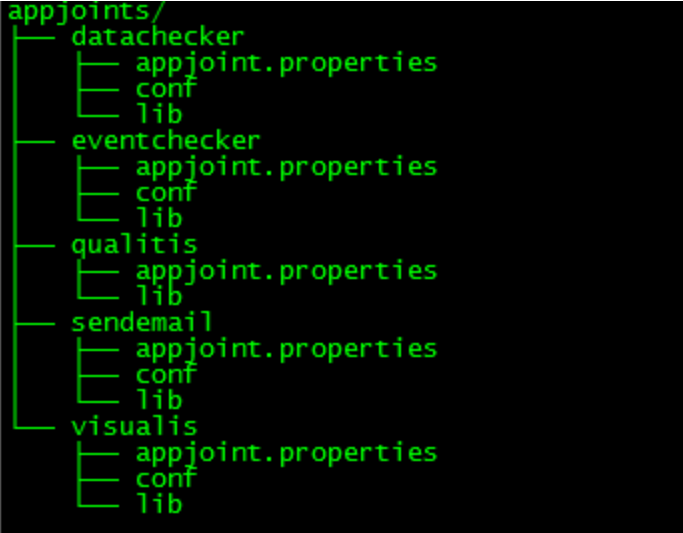 appjoints/
├── datachecker
│   ├── appjoint.properties
│   ├── conf
│   └── lib
├── eventchecker
│   ├── appjoint.properties
│   ├── conf
│   └── lib
├── qualitis
│   ├── appjoint.properties
│   └── lib
├── sendemail
│   ├── appjoint.properties
│   ├── conf
│   └── lib
└── visualis
    ├── appjoint.properties
    ├── conf
    └── lib